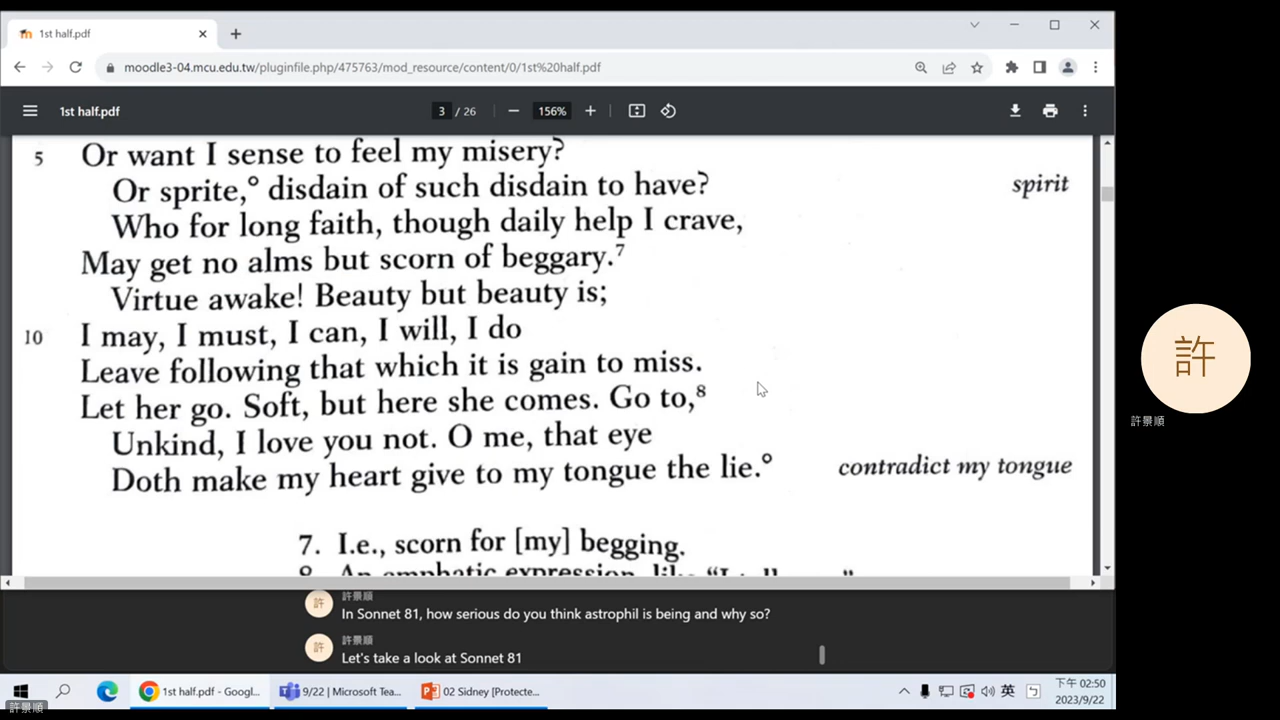 1st half.pdf
moodle3-04.mcu.edu.tw/pluginfile.php/475763/mod_resource/content/0/1st%20half.pdf
1st half.pdf
3 / 26
156%
5 Or want I sense to feel my misery?
Or sprite,° disdain of such disdain to have? spirit
Who for long faith, though daily help I crave,
May get no alms but scorn of beggary.7
Virtue awake! Beauty but beauty is;
10 I may, I must, I can, I will, I do
Leave following that which it is gain to miss.
Let her go. Soft, but here she comes. Go to,8
Unkind, I love you not. O me, that eye
Doth make my heart give to my tongue the lie.° contradict my tongue
7. I.e., scorn for [my] begging.
8. An emphatic expression, like
許
許景順
許 許景順
In Sonnet 81, how serious do you think astrophil is being and why so?
許 許景順
Let's take a look at Sonnet 81
1st half.pdf - Googl...
9/22 | Microsoft Tea...
02 Sidney [Protecte...
英
下午 02:50
2023/9/22
許景順